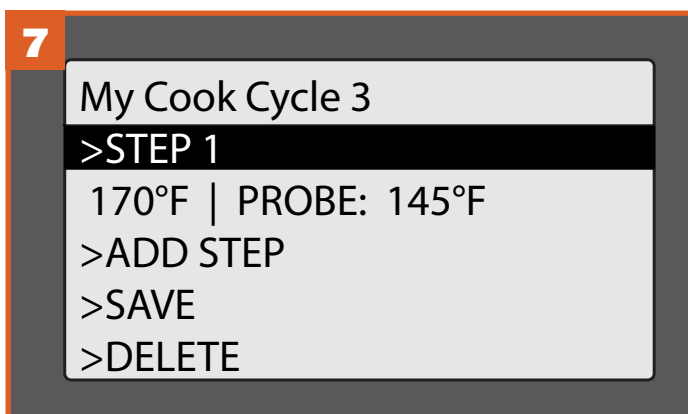 7
My Cook Cycle 3
>STEP 1
170°F | PROBE: 145°F
>ADD STEP
>SAVE
>DELETE